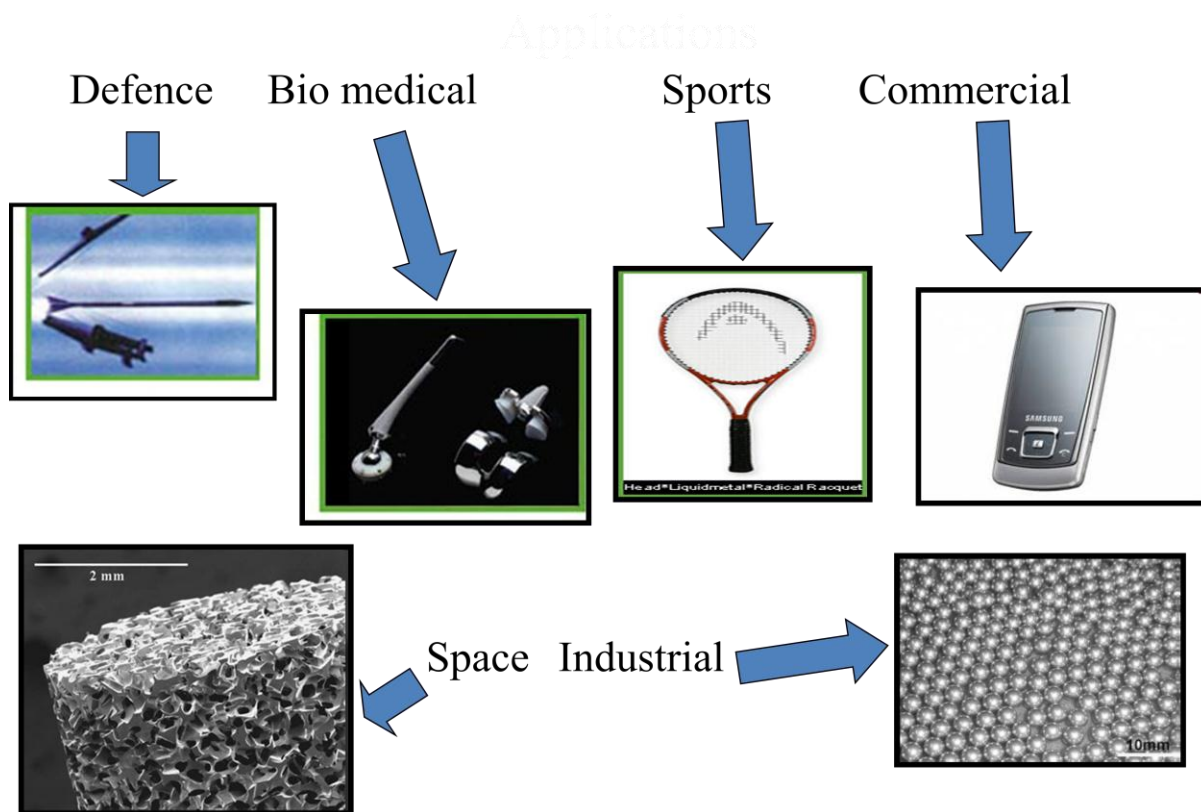 Applications
Defence
Bio medical
Sports
Commercial
SAMSUNG
Head*Liquidmetal*Radical Racquet
2 mm
Space
Industrial
10mm